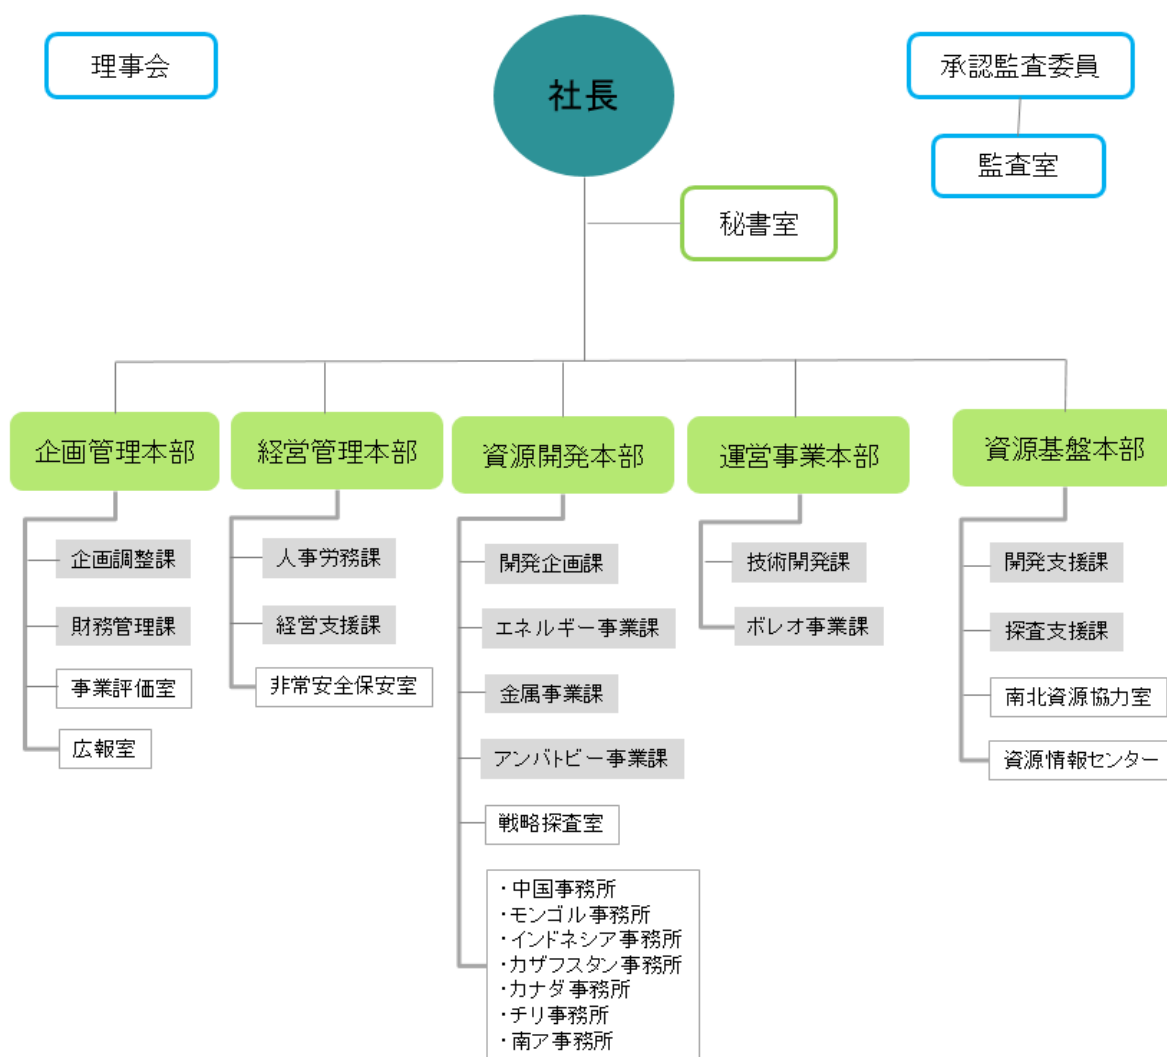 理事会
社長
承認監査委員
監査室
秘書室
企画管理本部
経営管理本部
資源開発本部
運営事業本部
資源基盤本部
企画調整課
財務管理課
事業評価室
広報室
人事労務課
経営支援課
非常安全保安室
開発企画課
エネルギー事業課
金属事業課
アンバトビー事業課
戦略探査室
・中国事務所
・モンゴル事務所
・インドネシア事務所
・カザフスタン事務所
・カナダ事務所
・チリ事務所
・南ア事務所
技術開発課
ボレオ事業課
開発支援課
探査支援課
南北資源協力室
資源情報センター